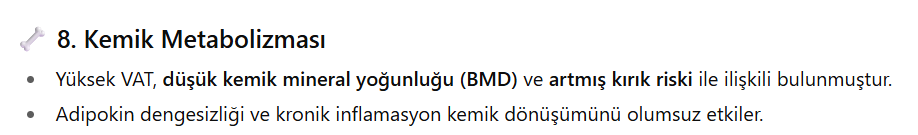 8. Kemik Metabolizması
Yüksek VAT, düşük kemik mineral yoğunluğu (BMD) ve artmış kırık riski ile ilişkili bulunmuştur.
Adipokin dengesizliği ve kronik inflamasyon kemik dönüşümünü olumsuz etkiler.